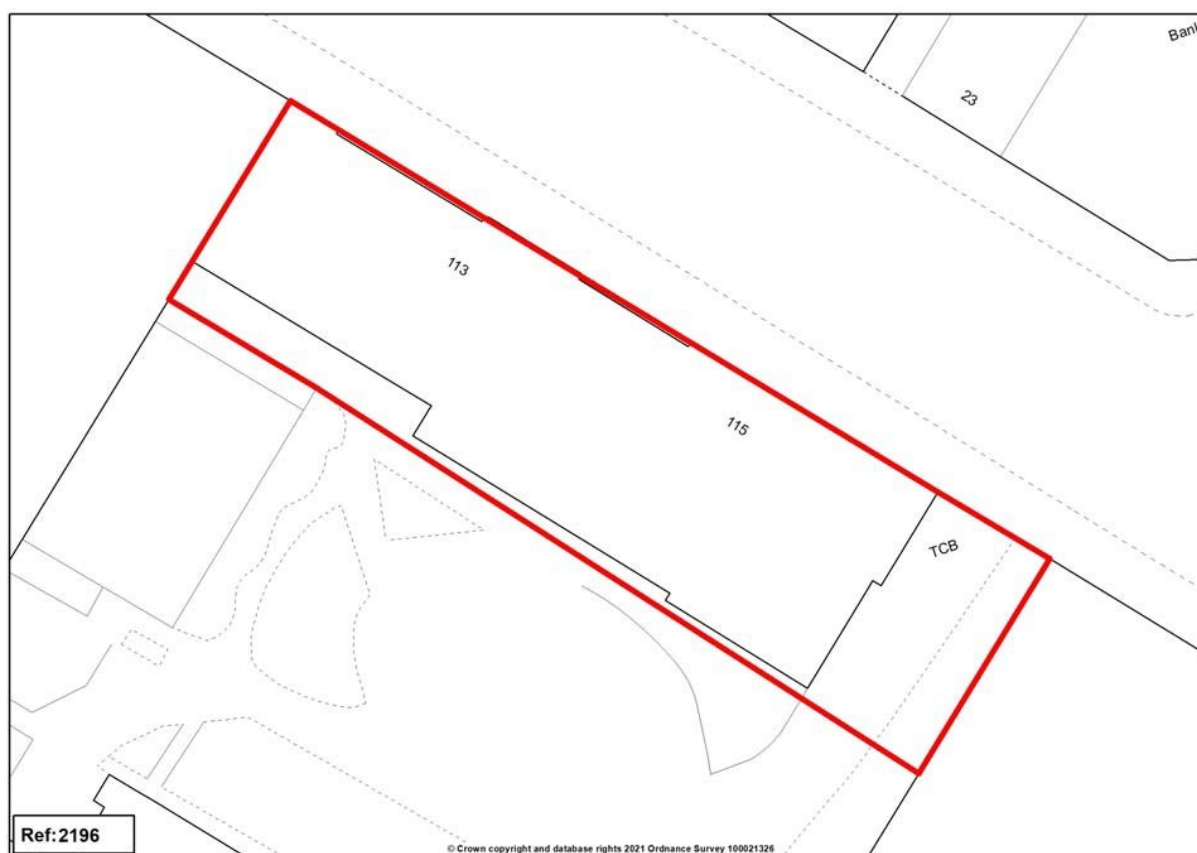 Bank
23
113
115
TCB
Ref:2196
© Crown copyright and database rights 2021 Ordnance Survey 100021326